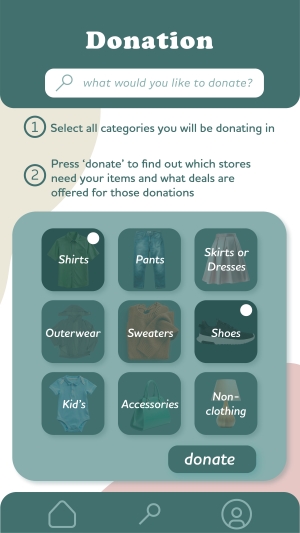 Donation
what would you like to donate?
1 Select all categories you will be donating in
2 Press ‘donate’ to find out which stores
need your items and what deals are
offered for those donations
Shirts
Pants
Skirts or
Dresses
Outerwear
Sweaters
Shoes
Kid's
Accessories
Non-
clothing
donate